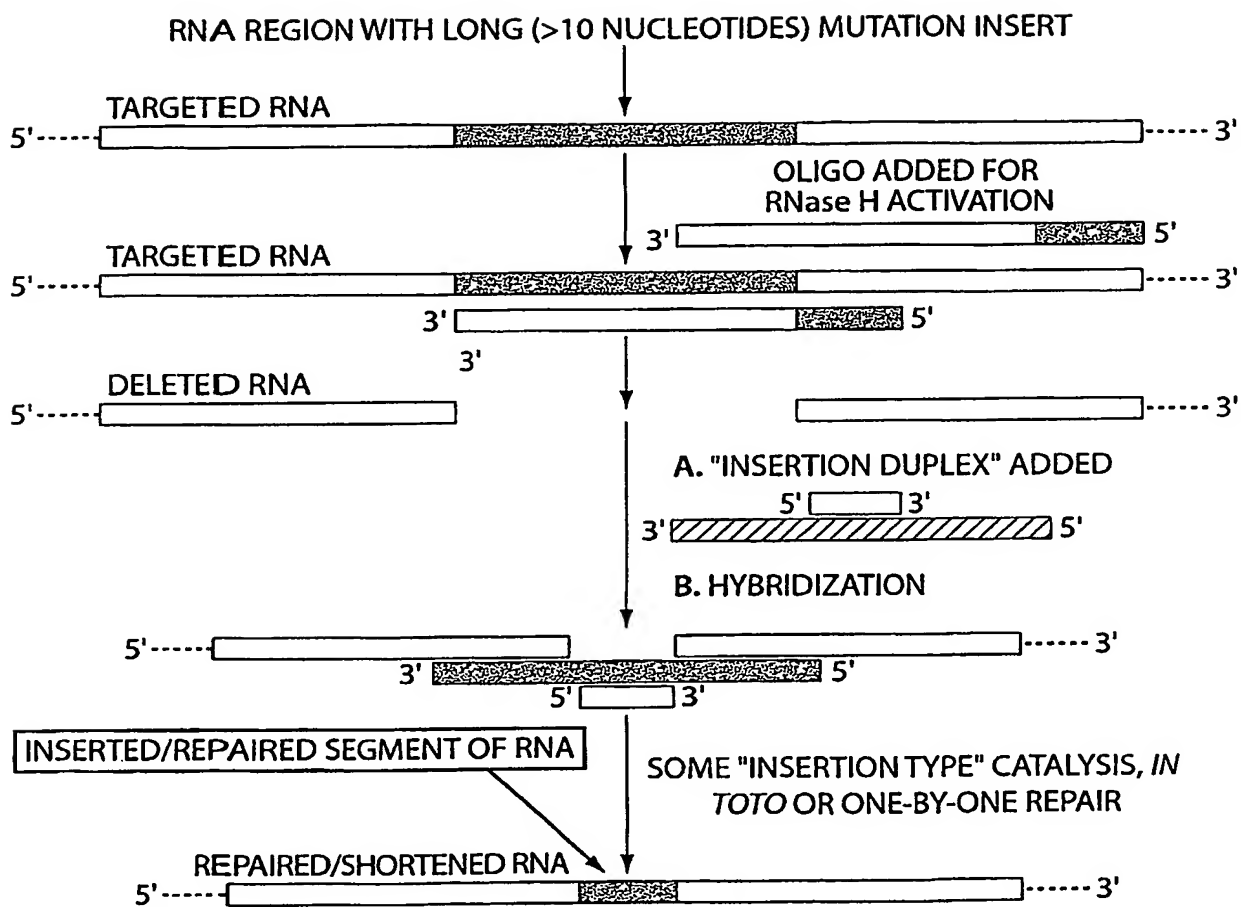 RNA REGION WITH LONG (>10 NUCLEOTIDES) MUTATION INSERT
TARGETED RNA
5' 3'
OLIGO ADDED FOR
RNase H ACTIVATION
3' 5'
TARGETED RNA
5' 3'
3' 5'
3'
DELETED RNA
5' 3'
A. "INSERTION DUPLEX" ADDED
5' 3'
3' 5'
B. HYBRIDIZATION
5' 3'
3' 5'
5' 3'
INSERTED/REPAIRED SEGMENT OF RNA
SOME "INSERTION TYPE" CATALYSIS, IN
TOTO OR ONE-BY-ONE REPAIR
REPAIRED/SHORTENED RNA
5' 3'